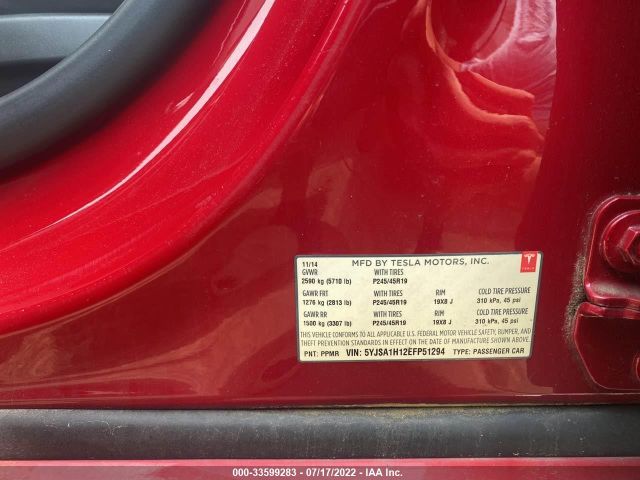 11/14 MFD BY TESLA MOTORS, INC.
GVWR WITH TIRES
2590 kg (5710 lb) P245/45R19
GAWR FRT WITH TIRES RIM COLD TIRE PRESSURE
1276 kg (2813 lb) P245/45R19 19X8 J 310 kPa, 45 psi
GAWR RR WITH TIRES RIM COLD TIRE PRESSURE
1500 kg (3307 lb) P245/45R19 19X8 J 310 kPa, 45 psi
THIS VEHICLE CONFORMS TO ALL APPLICABLE U.S. FEDERAL MOTOR VEHICLE SAFETY, BUMPER, AND
THEFT PREVENTION STANDARDS IN EFFECT ON THE DATE OF MANUFACTURE SHOWN ABOVE.
PNT: PPMR VIN: 5YJSA1H12EFP51294 TYPE: PASSENGER CAR
TESLA
000-33599283 - 07/17/2022 - IAA Inc.